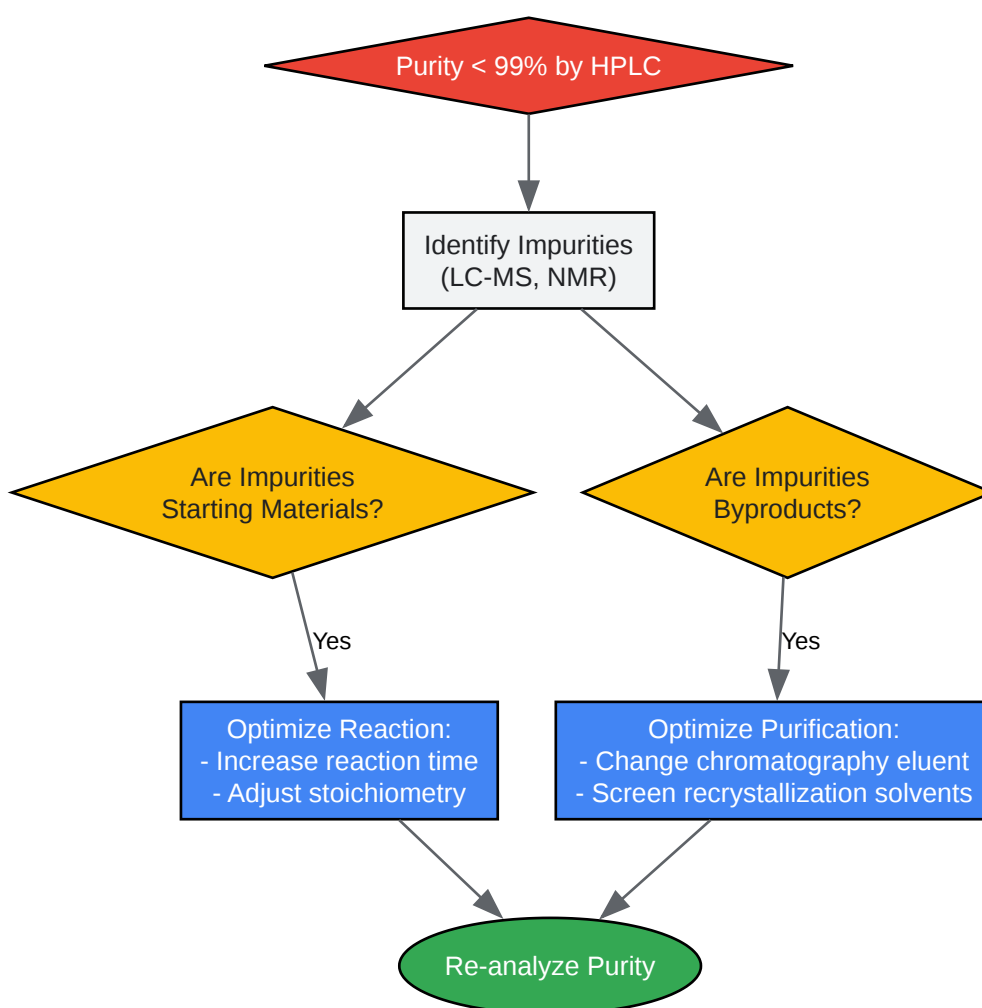 Purity < 99% by HPLC
Identify Impurities
(LC-MS, NMR)
Are Impurities
Starting Materials?
Are Impurities
Byproducts?
Yes
Yes
Optimize Reaction:
- Increase reaction time
- Adjust stoichiometry
Optimize Purification:
- Change chromatography eluent
- Screen recrystallization solvents
Re-analyze Purity